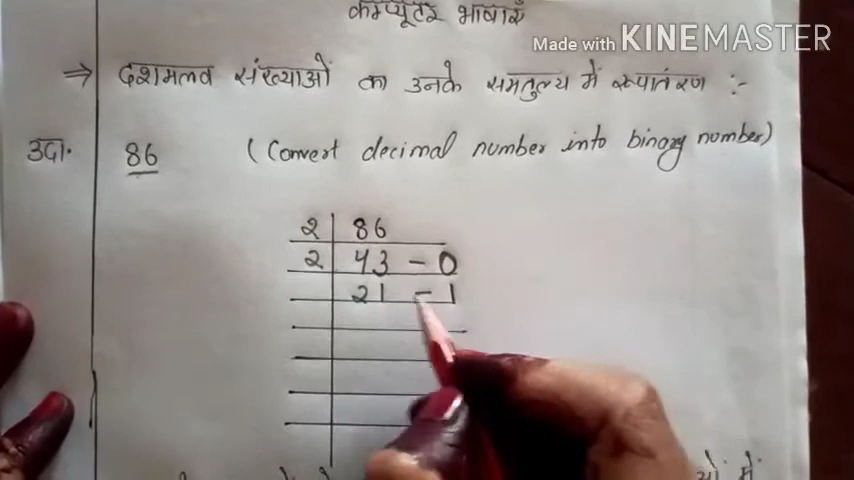 कम्प्यूटर भाषाएँ
Made with KINEMASTER
⇒ दशमलव संख्याओं का उनके समतुल्य में रूपातंरण :-
उदा. 86 (Convert decimal number into binary number)
2 86
2 43 - 0
21 - 1
में